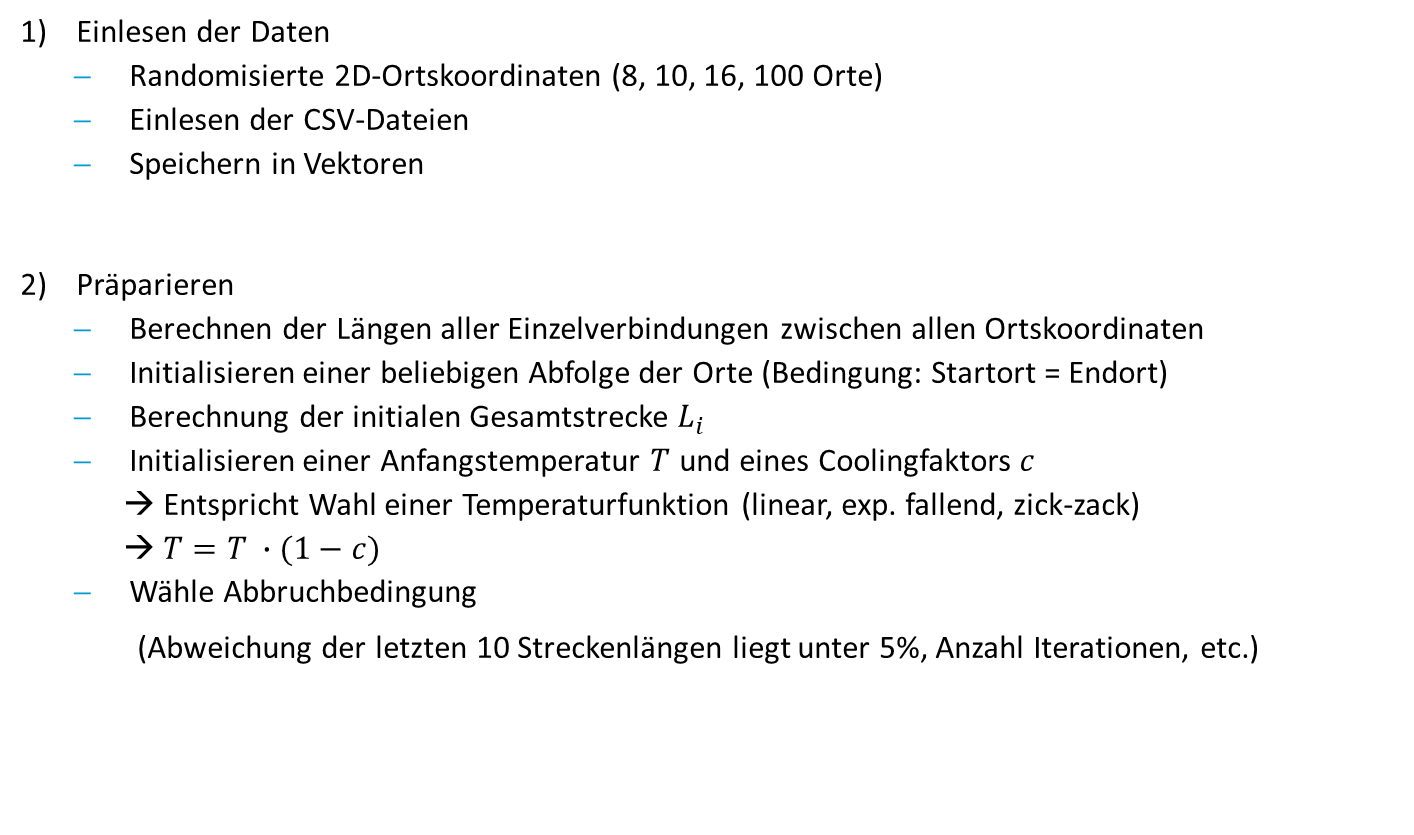 1) Einlesen der Daten
– Randomisierte 2D-Ortskoordinaten (8, 10, 16, 100 Orte)
– Einlesen der CSV-Dateien
– Speichern in Vektoren
2) Präparieren
– Berechnen der Längen aller Einzelverbindungen zwischen allen Ortskoordinaten
– Initialisieren einer beliebigen Abfolge der Orte (Bedingung: Startort = Endort)
– Berechnung der initialen Gesamtstrecke 𝐿ᵢ
– Initialisieren einer Anfangstemperatur 𝑇 und eines Coolingfaktors 𝑐
→ Entspricht Wahl einer Temperaturfunktion (linear, exp. fallend, zick-zack)
→ 𝑇 = 𝑇 · (1 − 𝑐)
– Wähle Abbruchbedingung
(Abweichung der letzten 10 Streckenlängen liegt unter 5%, Anzahl Iterationen, etc.)